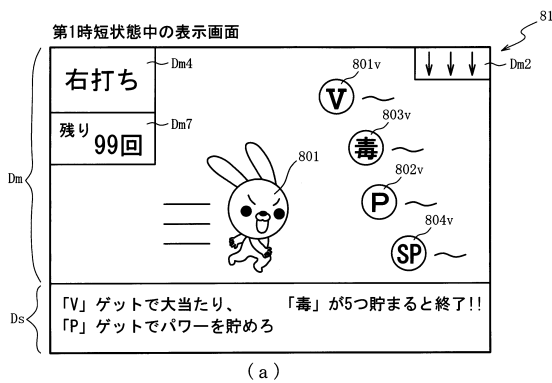 第1時短状態中の表示画面
81
右打ち
Dm4
801v
Dm2
V
残り
99回
Dm7
803v
毒
801
802v
Dm
P
804v
SP
Ds
「V」ゲットで大当たり、 「毒」が5つ貯まると終了!!
「P」ゲットでパワーを貯めろ
(a)